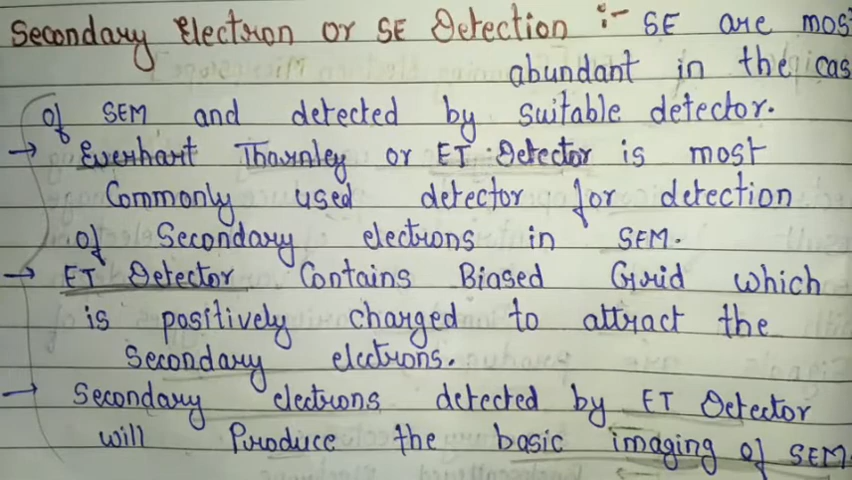 Secondary Electron or SE Detection :- SE are mos
abundant in the cas
of SEM and detected by suitable detector.
→ Everhart Thornley or ET Detector is most
Commonly used detector for detection
of Secondary electrons in SEM.
→ ET Detector Contains Biased Grid which
is positively charged to attract the
Secondary electrons.
→ Secondary electrons detected by ET Detector
will Produce the basic imaging of SEM